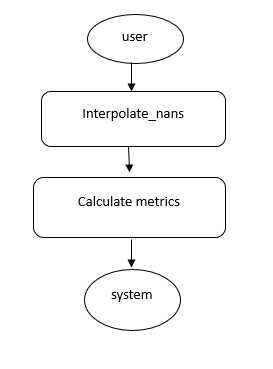 user
Interpolate_nans
Calculate metrics
system